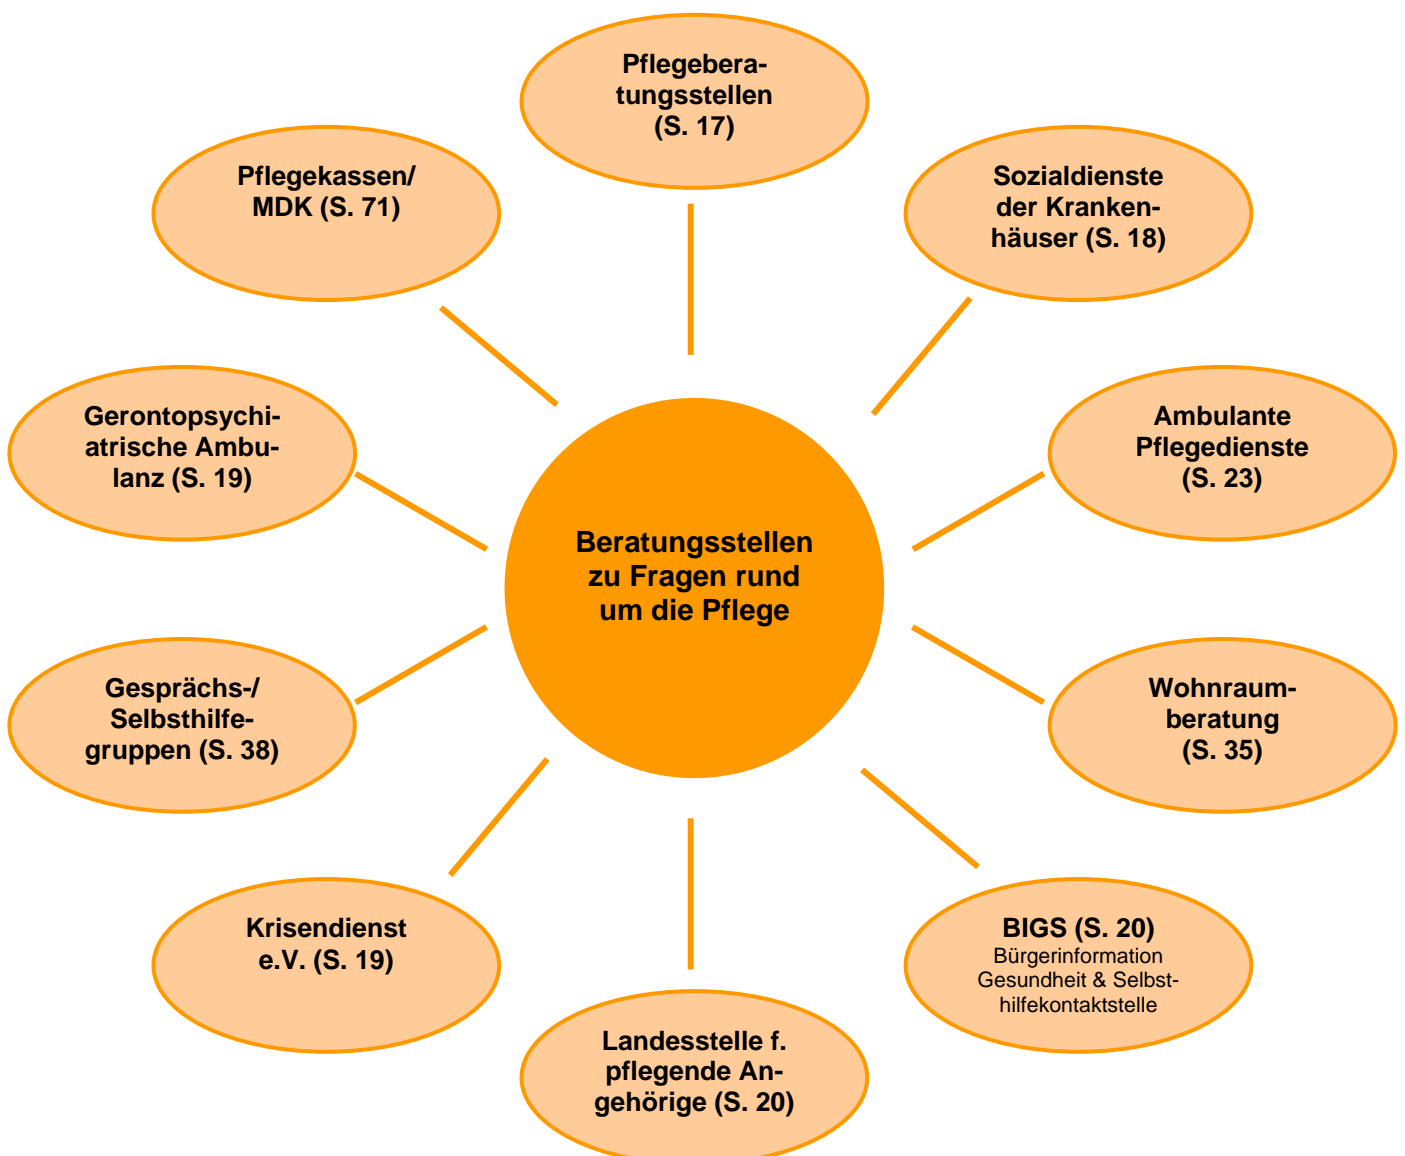 Pflegebera-
tungsstellen
(S. 17)
Pflegekassen/
MDK (S. 71)
Sozialdienste
der Kranken-
häuser (S. 18)
Gerontopsychi-
atrische Ambu-
lanz (S. 19)
Ambulante
Pflegedienste
(S. 23)
Beratungsstellen
zu Fragen rund
um die Pflege
Gesprächs-/
Selbsthilfe-
gruppen (S. 38)
Wohnraum-
beratung
(S. 35)
Krisendienst
e.V. (S. 19)
BIGS (S. 20)
Bürgerinformation
Gesundheit & Selbst-
hilfekontaktstelle
Landesstelle f.
pflegende An-
gehörige (S. 20)